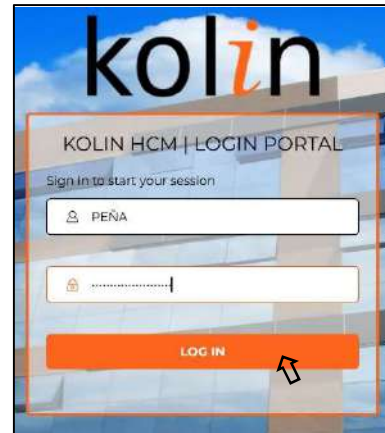 kolin
KOLIN HCM | LOGIN PORTAL
Sign in to start your session
PEÑA
LOG IN